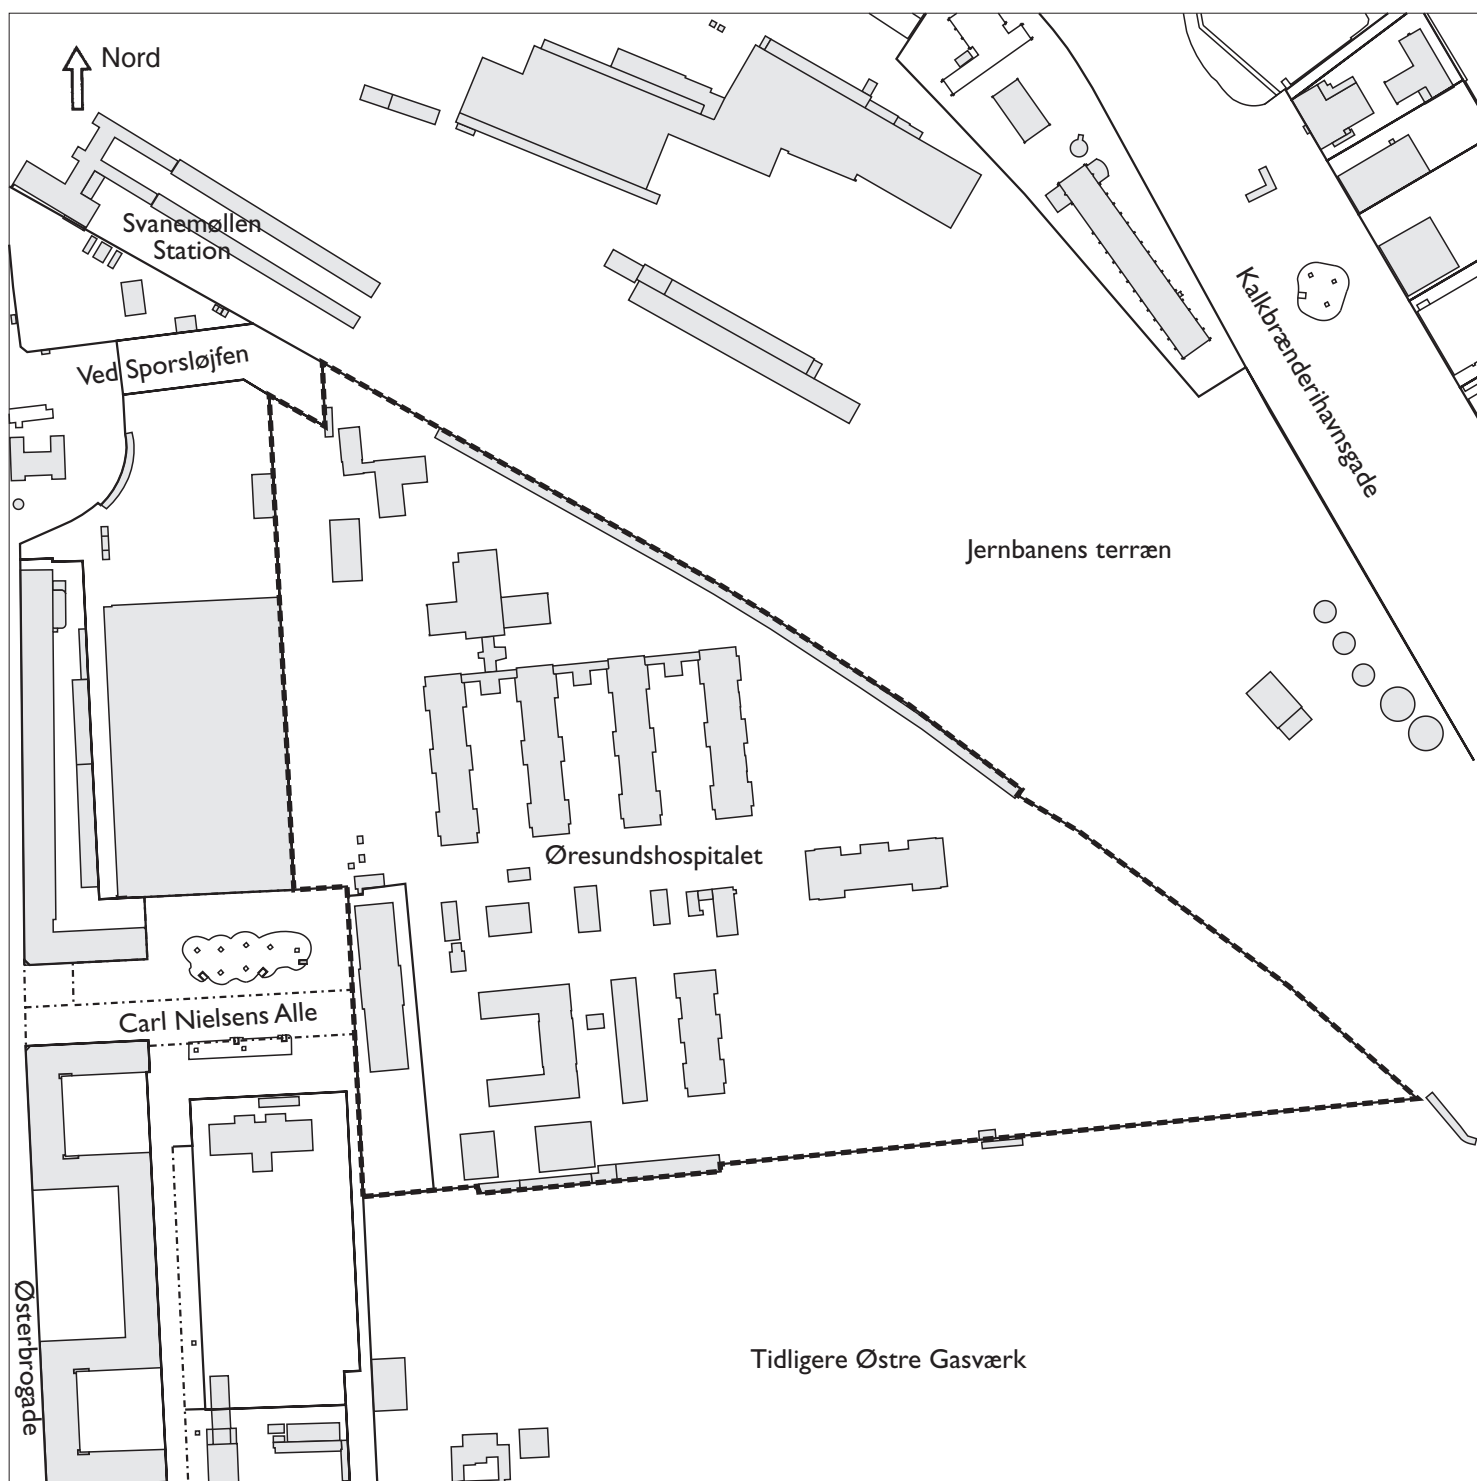 Nord
Svanemøllen
Station
Ved Sporsløjfen
Kalkbrænderihavnsgade
Jernbanens terræn
Øresundshospitalet
Carl Nielsens Alle
Østerbrogade
Tidligere Østre Gasværk